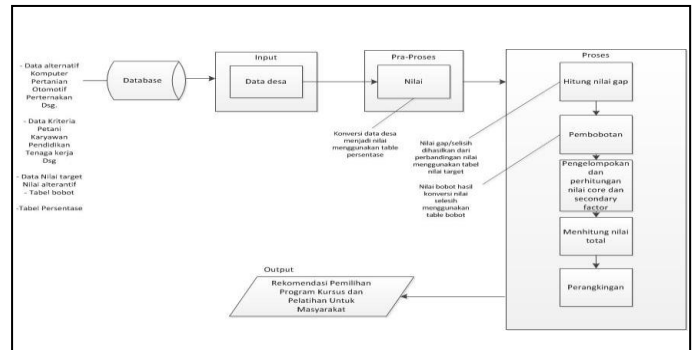 - Data alternatif
Komputer
Pertanian
Otomotif
Perternakan
Dsg.
- Data Kriteria
Petani
Karyawan
Pendidikan
Tenaga kerja
Dsg
- Data Nilai target
Nilai alterantif
- Tabel bobot
-Tabel Persentase
Database
Input
Data desa
Pra-Proses
Nilai
Konversi data desa
menjadi nilai
menggunakan table
persentase
Nilai gap/selisih
dihasilkan dari
perbandingan nilai
menggunakan tabel
nilai target
Nilai bobot hasil
konversi nilai
selesih
menggunakan
table bobot
Proses
Hitung nilai gap
Pembobotan
Pengelompokan
dan
perhitungan
nilai core dan
secondary
factor
Menhitung nilai
total
Perangkingan
Output
Rekomendasi Pemilihan
Program Kursus dan
Pelatihan Untuk
Masyarakat